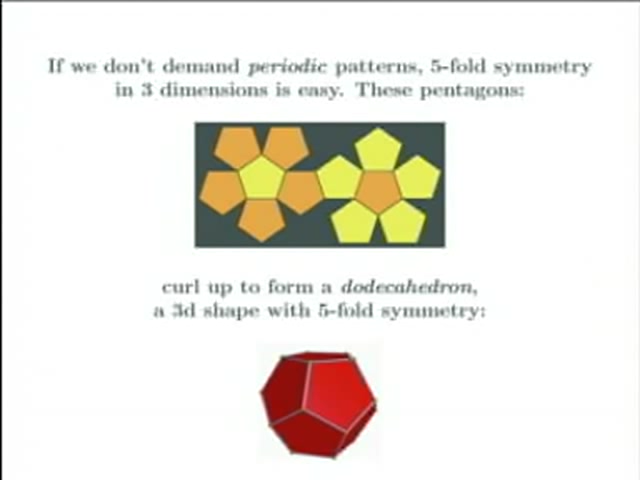 If we don't demand periodic patterns, 5-fold symmetry
in 3 dimensions is easy. These pentagons:
curl up to form a dodecahedron,
a 3d shape with 5-fold symmetry: